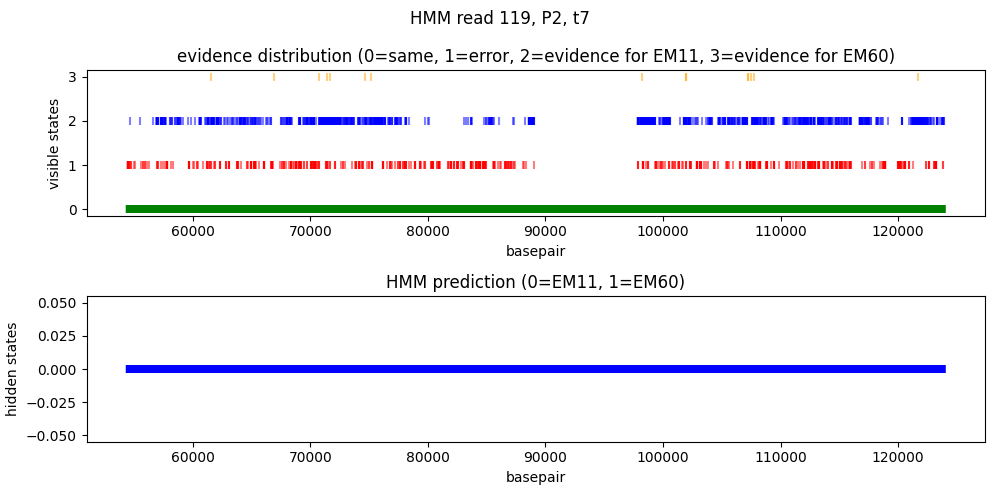 HMM read 119, P2, t7
evidence distribution (0=same, 1=error, 2=evidence for EM11, 3=evidence for EM60)
visible states
3
2
1
0
60000 70000 80000 90000 100000 110000 120000
basepair
HMM prediction (0=EM11, 1=EM60)
hidden states
0.050
0.025
0.000
−0.025
−0.050
60000 70000 80000 90000 100000 110000 120000
basepair